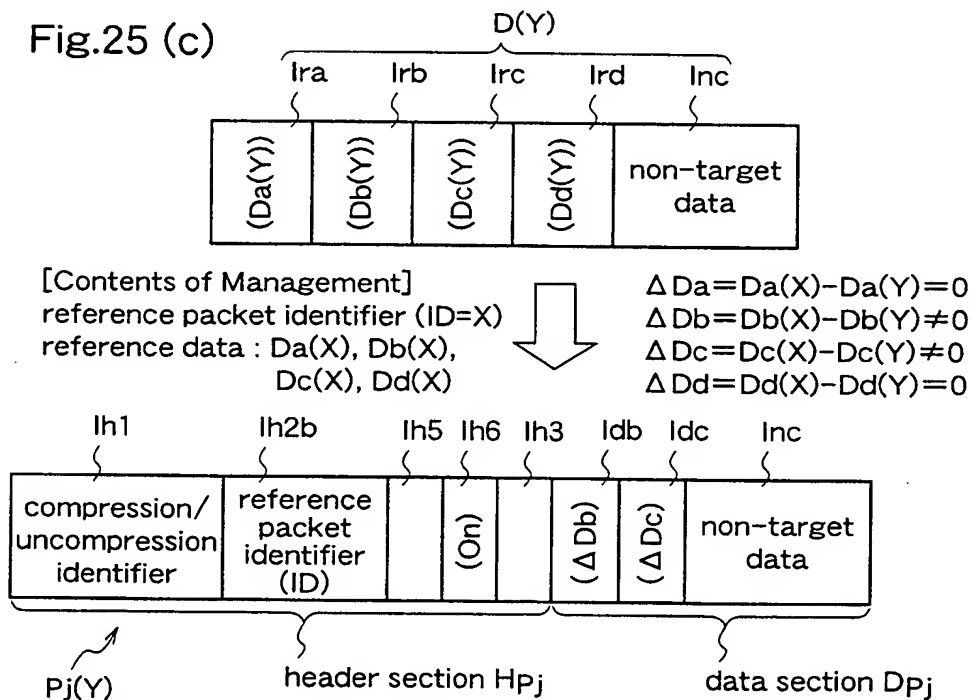 Fig.25 (c)
D(Y)
Ira Irb Irc Ird Inc
(Da(Y)) (Db(Y)) (Dc(Y)) (Dd(Y)) non-target
data
[Contents of Management]
reference packet identifier (ID=X)
reference data : Da(X), Db(X),
Dc(X), Dd(X)
ΔDa=Da(X)-Da(Y)=0
ΔDb=Db(X)-Db(Y)≠0
ΔDc=Dc(X)-Dc(Y)≠0
ΔDd=Dd(X)-Dd(Y)=0
Ih1 Ih2b Ih5 Ih6 Ih3 Idb Idc Inc
compression/
uncompression
identifier
reference
packet
identifier
(ID)
(On)
(ΔDb)
(ΔDc)
non-target
data
Pj(Y)
header section HPj
data section DPj